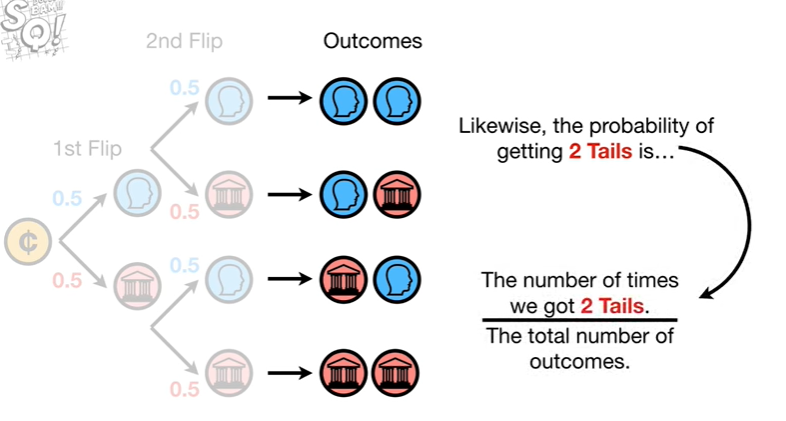 2nd Flip
Outcomes
0.5
1st Flip
0.5
0.5
0.5
0.5
0.5
¢
Likewise, the probability of
getting 2 Tails is…
The number of times
we got 2 Tails.
The total number of
outcomes.